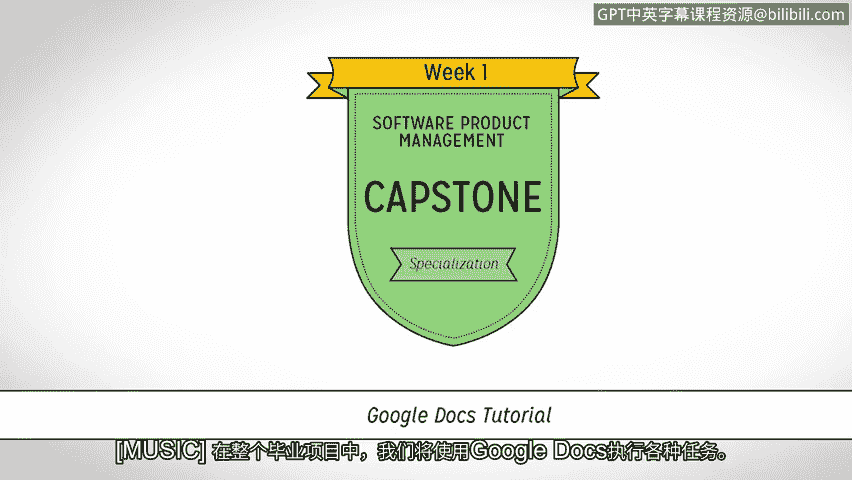 GPT中英字幕课程资源@bilibili.com
Week 1
SOFTWARE PRODUCT
MANAGEMENT
CAPSTONE
Specialization
Google Docs Tutorial
[MUSIC] 在整个毕业项目中，我们将使用Google Docs执行各种任务。